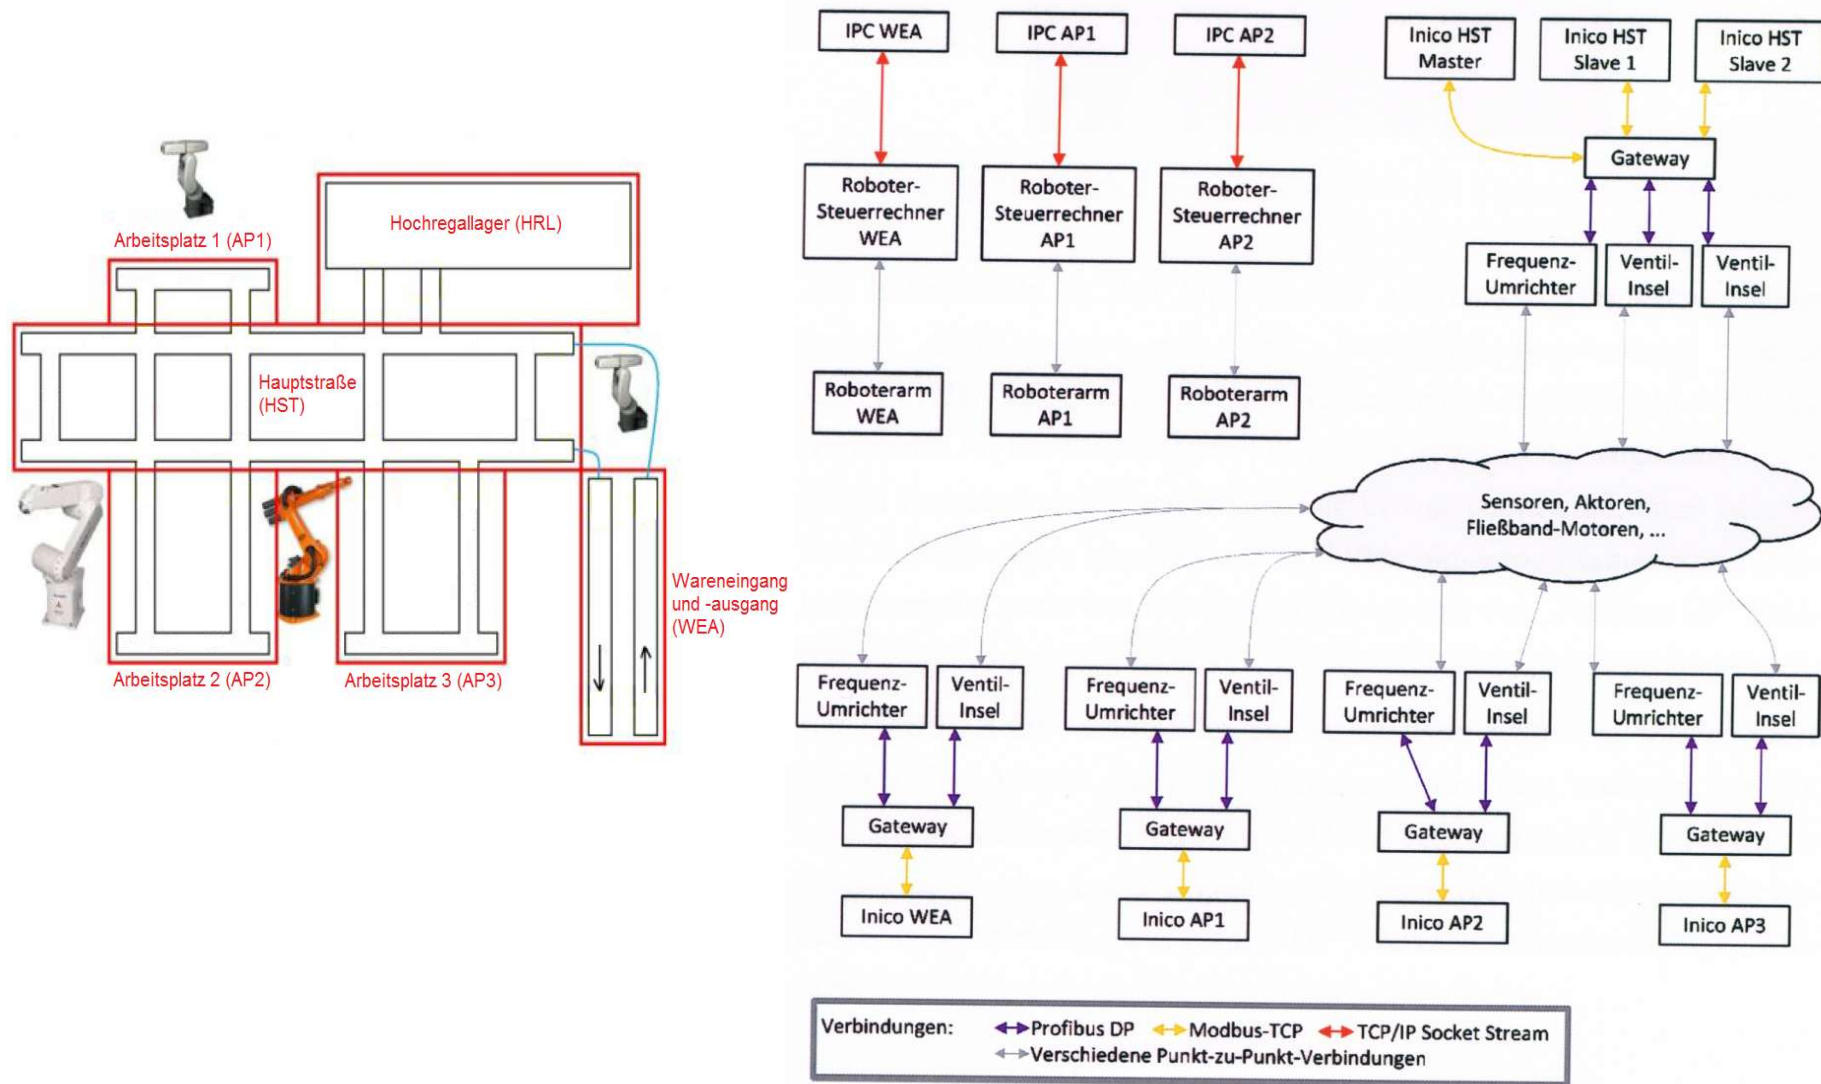 Arbeitsplatz 1 (AP1)
Hochregallager (HRL)
Hauptstraße
(HST)
Wareneingang
und -ausgang
(WEA)
Arbeitsplatz 2 (AP2)
Arbeitsplatz 3 (AP3)
IPC WEA
IPC AP1
IPC AP2
Inico HST
Master
Inico HST
Slave 1
Inico HST
Slave 2
Gateway
Roboter-
Steuerrechner
WEA
Roboter-
Steuerrechner
AP1
Roboter-
Steuerrechner
AP2
Frequenz-
Umrichter
Ventil-
Insel
Ventil-
Insel
Roboterarm
WEA
Roboterarm
AP1
Roboterarm
AP2
Sensoren, Aktoren,
Fließband-Motoren, ...
Frequenz-
Umrichter
Ventil-
Insel
Frequenz-
Umrichter
Ventil-
Insel
Frequenz-
Umrichter
Ventil-
Insel
Frequenz-
Umrichter
Ventil-
Insel
Gateway
Gateway
Gateway
Gateway
Inico WEA
Inico AP1
Inico AP2
Inico AP3
Verbindungen: Profibus DP Modbus-TCP TCP/IP Socket Stream
Verschiedene Punkt-zu-Punkt-Verbindungen